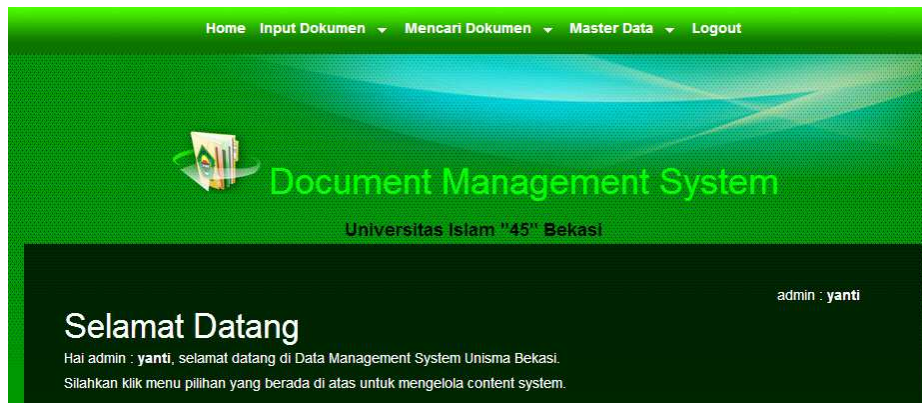 Home Input Dokumen Mencari Dokumen Master Data Logout
Document Management System
Universitas Islam "45" Bekasi
admin : yanti
Selamat Datang
Hai admin : yanti, selamat datang di Data Management System Unisma Bekasi.
Silahkan klik menu pilihan yang berada di atas untuk mengelola content system.